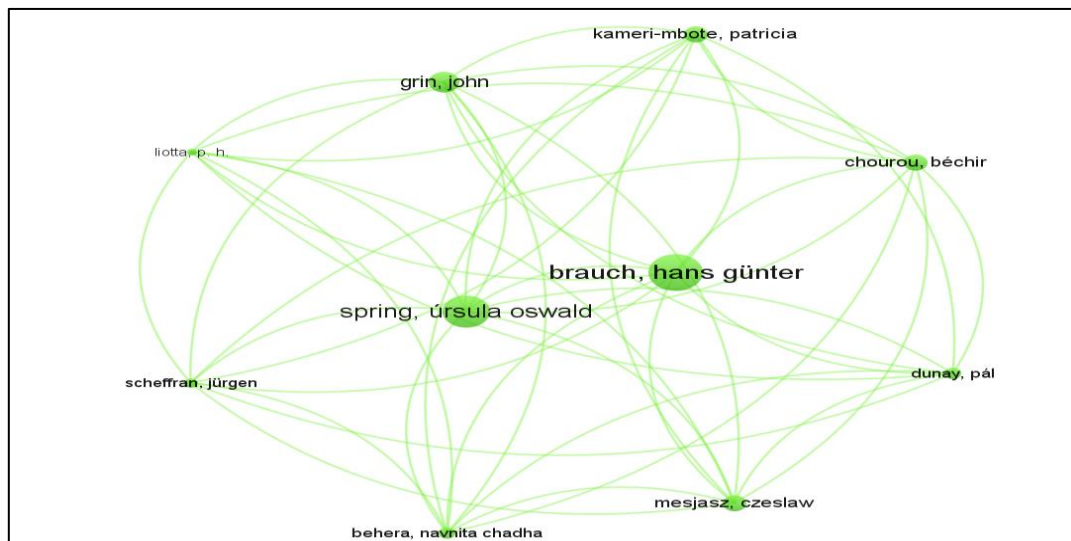 kameri-mbote, patricia
grin, john
liotta, p. h.
chourou, béchir
brauch, hans günter
spring, úrsula oswald
dunay, pál
scheffran, jürgen
mesjasz, czeslaw
behera, navnita chadha